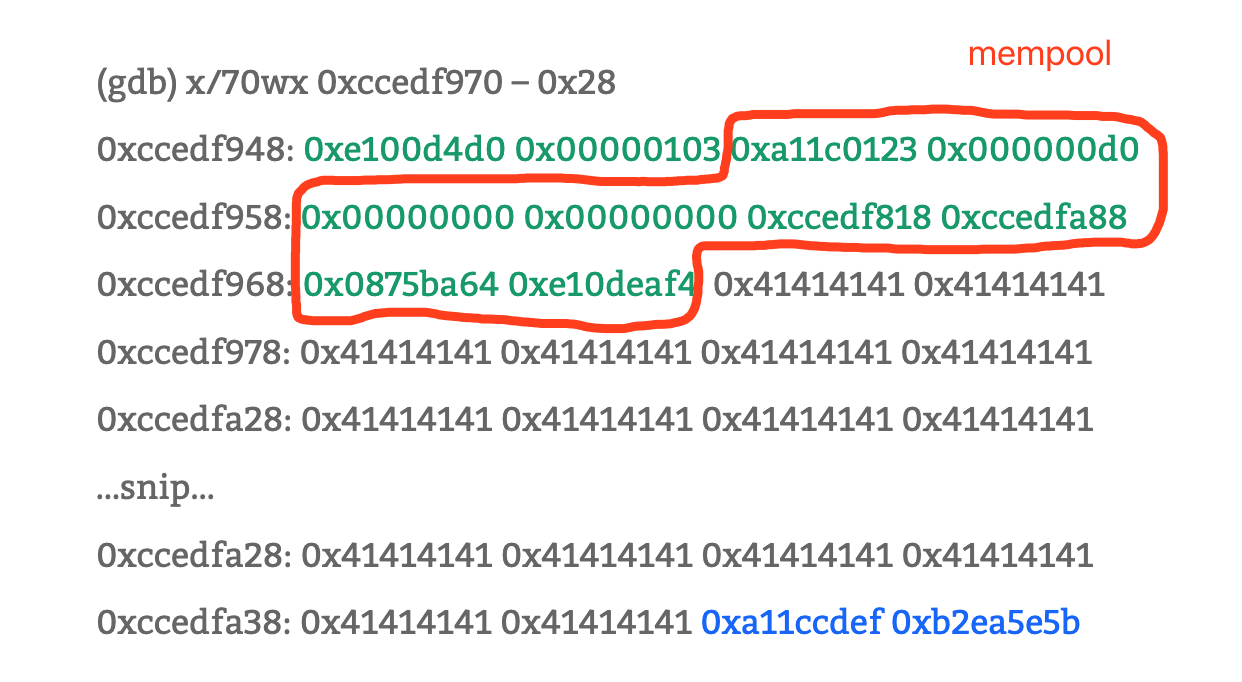 mempool
(gdb) x/70wx 0xccedf970 – 0x28
0xccedf948: 0xe100d4d0 0x00000103 0xa11c0123 0x000000d0
0xccedf958: 0x00000000 0x00000000 0xccedf818 0xccedfa88
0xccedf968: 0x0875ba64 0xe10deaf4 0x41414141 0x41414141
0xccedf978: 0x41414141 0x41414141 0x41414141 0x41414141
0xccedfa28: 0x41414141 0x41414141 0x41414141 0x41414141
...snip...
0xccedfa28: 0x41414141 0x41414141 0x41414141 0x41414141
0xccedfa38: 0x41414141 0x41414141 0xa11ccdef 0xb2ea5e5b